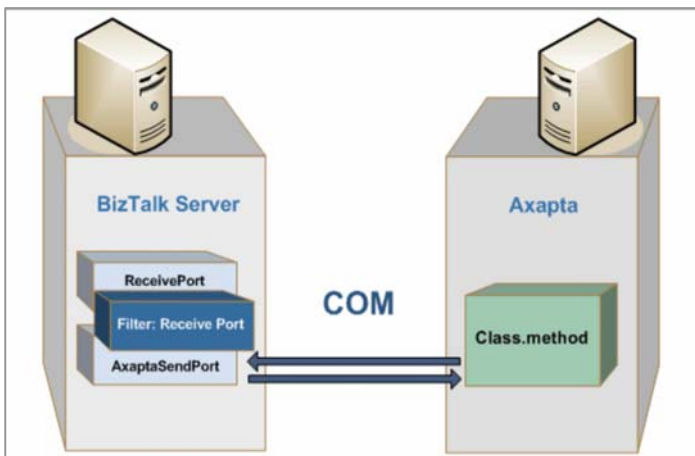 BizTalk Server
Axapta
ReceivePort
COM
Filter: Receive Port
Class.method
AxaptaSendPort